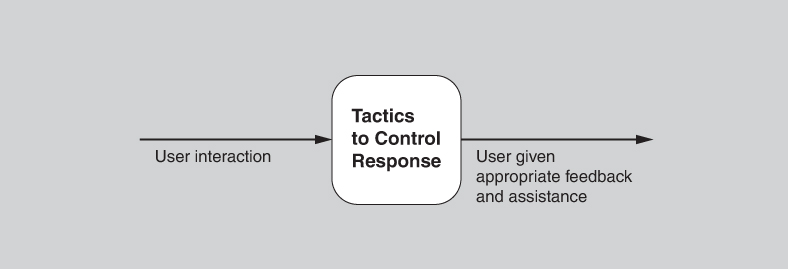 User interaction
Tactics
to Control
Response
User given
appropriate feedback
and assistance